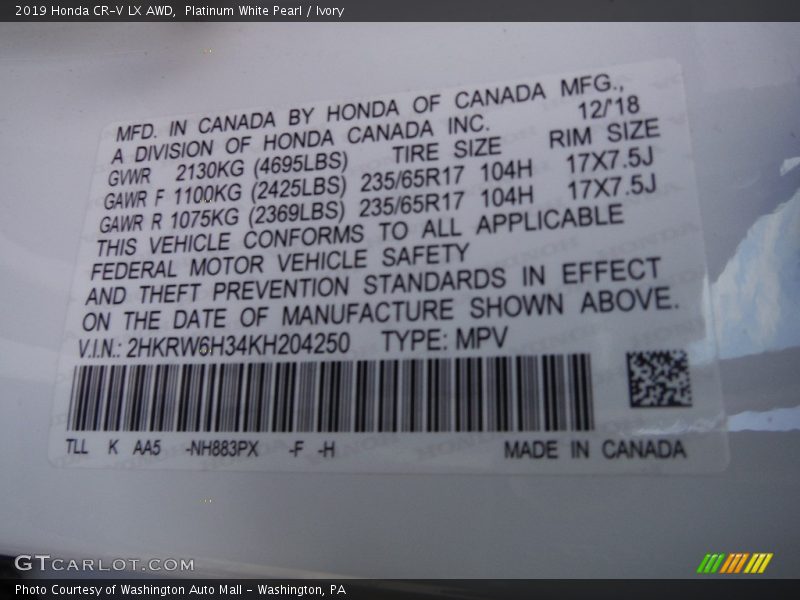 2019 Honda CR-V LX AWD,  Platinum White Pearl / Ivory
MFD. IN CANADA BY HONDA OF CANADA MFG.,
A DIVISION OF HONDA CANADA INC. 12/'18
GVWR 2130KG (4695LBS) TIRE SIZE RIM SIZE
GAWR F 1100KG (2425LBS) 235/65R17 104H 17X7.5J
GAWR R 1075KG (2369LBS) 235/65R17 104H 17X7.5J
THIS VEHICLE CONFORMS TO ALL APPLICABLE
FEDERAL MOTOR VEHICLE SAFETY
AND THEFT PREVENTION STANDARDS IN EFFECT
ON THE DATE OF MANUFACTURE SHOWN ABOVE.
V.I.N.: 2HKRW6H34KH204250 TYPE: MPV
TLL K AA5 -NH883PX -F -H MADE IN CANADA
GTCARLOT.COM
Photo Courtesy of Washington Auto Mall - Washington, PA